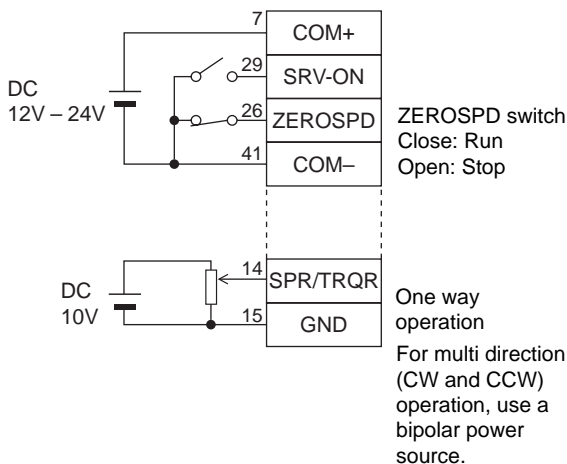 7
COM+
29
SRV-ON
DC
12V – 24V
26
ZEROSPD
ZEROSPD switch
Close: Run
Open: Stop
41
COM–
14
SPR/TRQR
DC
10V
15
GND
One way
operation
For multi direction
(CW and CCW)
operation, use a
bipolar power
source.